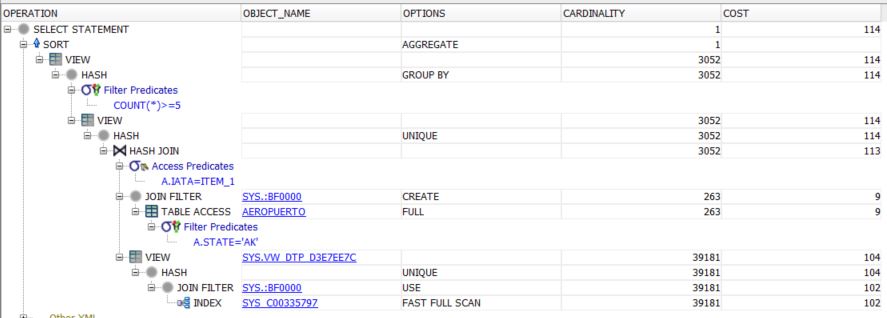 OPERATION OBJECT_NAME OPTIONS CARDINALITY COST
SELECT STATEMENT 1 114
SORT AGGREGATE 1
VIEW 3052 114
HASH GROUP BY 3052 114
Filter Predicates
COUNT(*)>=5
VIEW 3052 114
HASH UNIQUE 3052 114
HASH JOIN 3052 113
Access Predicates
A.IATA=ITEM_1
JOIN FILTER SYS.:BF0000 CREATE 263 9
TABLE ACCESS AEROPUERTO FULL 263 9
Filter Predicates
A.STATE='AK'
VIEW SYS.VW_DTP_D3E7EE7C 39181 104
HASH UNIQUE 39181 104
JOIN FILTER SYS.:BF0000 USE 39181 102
INDEX SYS_C00335797 FAST FULL SCAN 39181 102
Other XML